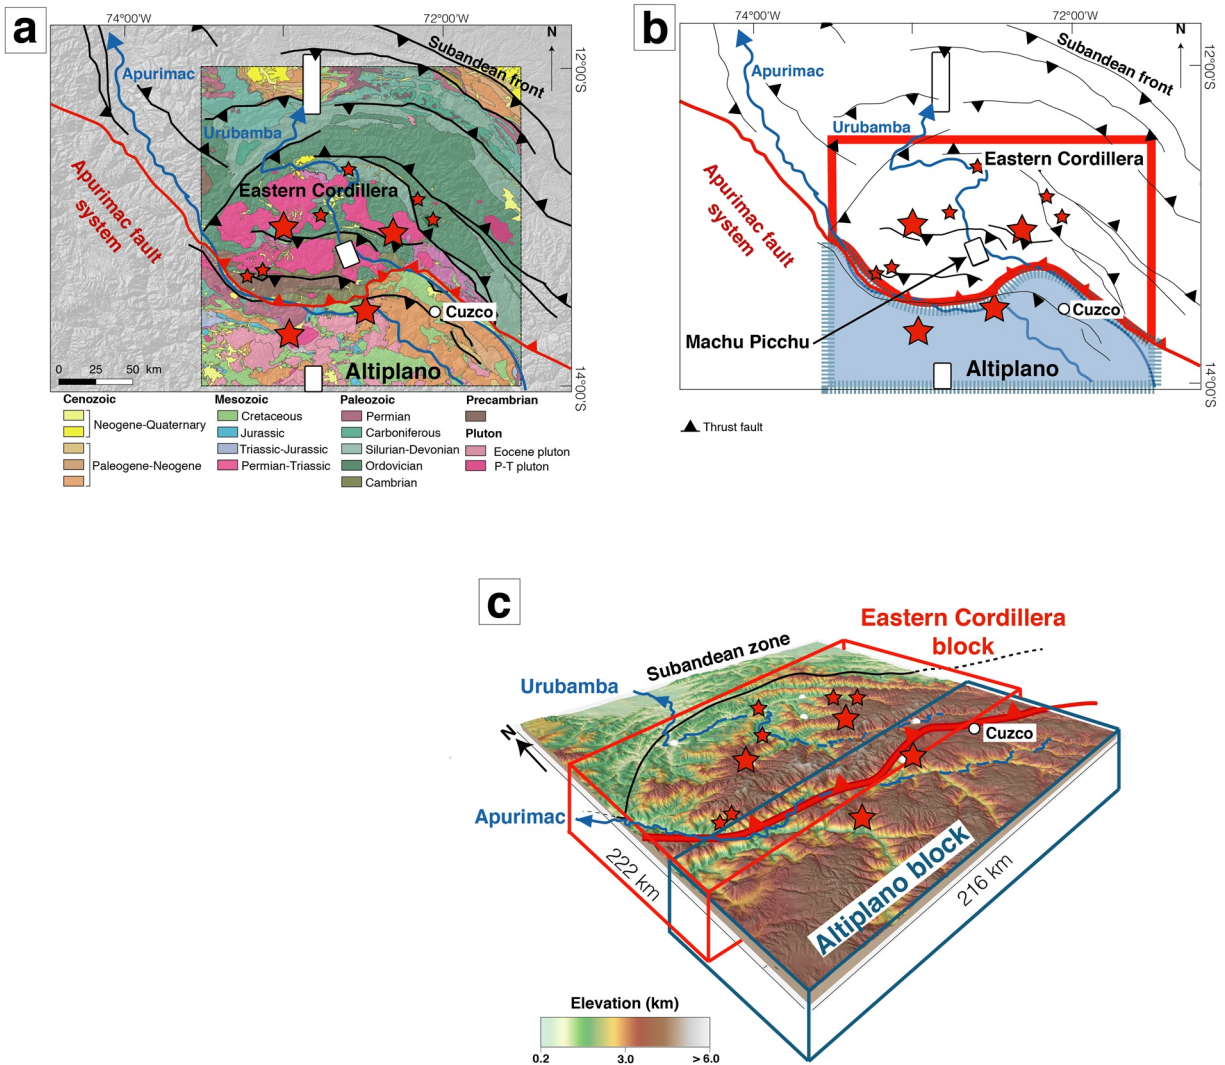 a
74°00'W
72°00'W
N
12°00'S
14°00'S
Subandean front
Apurimac
Urubamba
Eastern Cordillera
Apurimac fault
system
Cuzco
Altiplano
0 25 50 km
Cenozoic
Neogene-Quaternary
Paleogene-Neogene
Mesozoic
Cretaceous
Jurassic
Triassic-Jurassic
Permian-Triassic
Paleozoic
Permian
Carboniferous
Silurian-Devonian
Ordovician
Cambrian
Precambrian
Pluton
Eocene pluton
P-T pluton
b
74°00'W
72°00'W
N
12°00'S
14°00'S
Subandean front
Apurimac
Urubamba
Eastern Cordillera
Apurimac fault
system
Cuzco
Machu Picchu
Altiplano
Thrust fault
c
Eastern Cordillera
block
Subandean zone
Urubamba
N
Cuzco
Apurimac
222 km
Altiplano block
216 km
Elevation (km)
0.2 3.0 > 6.0